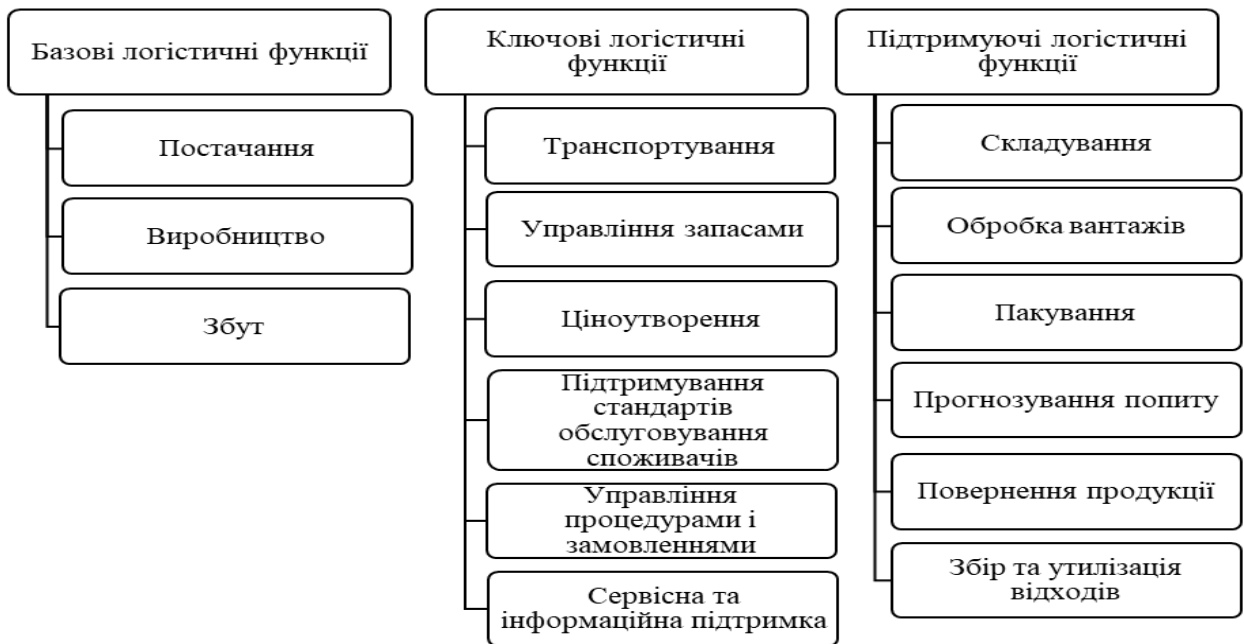 Базові логістичні функції
Постачання
Виробництво
Збут
Ключові логістичні
функції
Транспортування
Управління запасами
Ціноутворення
Підтримування
стандартів
обслуговування
споживачів
Управління
процедурами і
замовленнями
Сервісна та
інформаційна підтримка
Підтримуючі логістичні
функції
Складування
Обробка вантажів
Пакування
Прогнозування попиту
Повернення продукції
Збір та утилізація
відходів